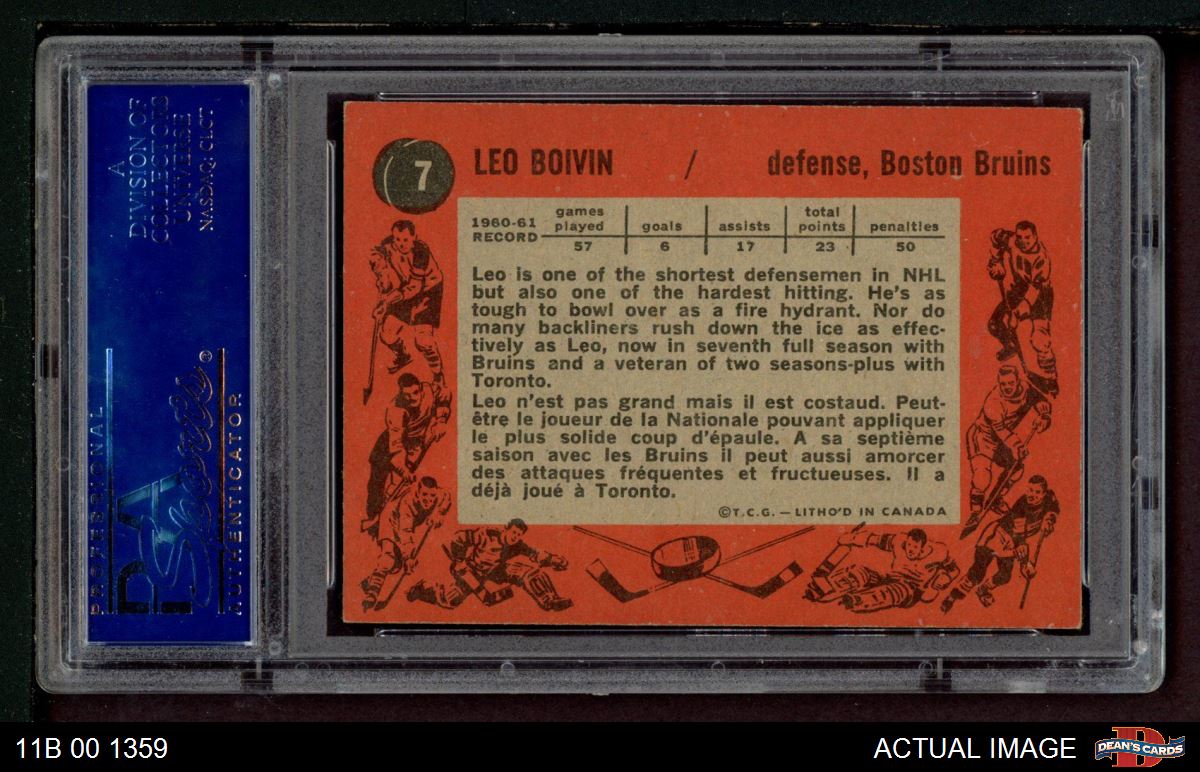 A
DIVISION OF
COLLECTORS
UNIVERSE
NASDAQ: CLCT
PROFESSIONAL
PSA
Sports®
AUTHENTICATOR
7
LEO BOIVIN / defense, Boston Bruins
1960-61 RECORD
games played goals assists total points penalties
57 6 17 23 50
Leo is one of the shortest defensemen in NHL
but also one of the hardest hitting. He's as
tough to bowl over as a fire hydrant. Nor do
many backliners rush down the ice as effec-
tively as Leo, now in seventh full season with
Bruins and a veteran of two seasons-plus with
Toronto.
Leo n'est pas grand mais il est costaud. Peut-
être le joueur de la Nationale pouvant appliquer
le plus solide coup d'épaule. A sa septième
saison avec les Bruins il peut aussi amorcer
des attaques fréquentes et fructueuses. Il a
déjà joué à Toronto.
©T.C.G. — LITHO'D IN CANADA
11B 00 1359
ACTUAL IMAGE
D
DEAN'S CARDS